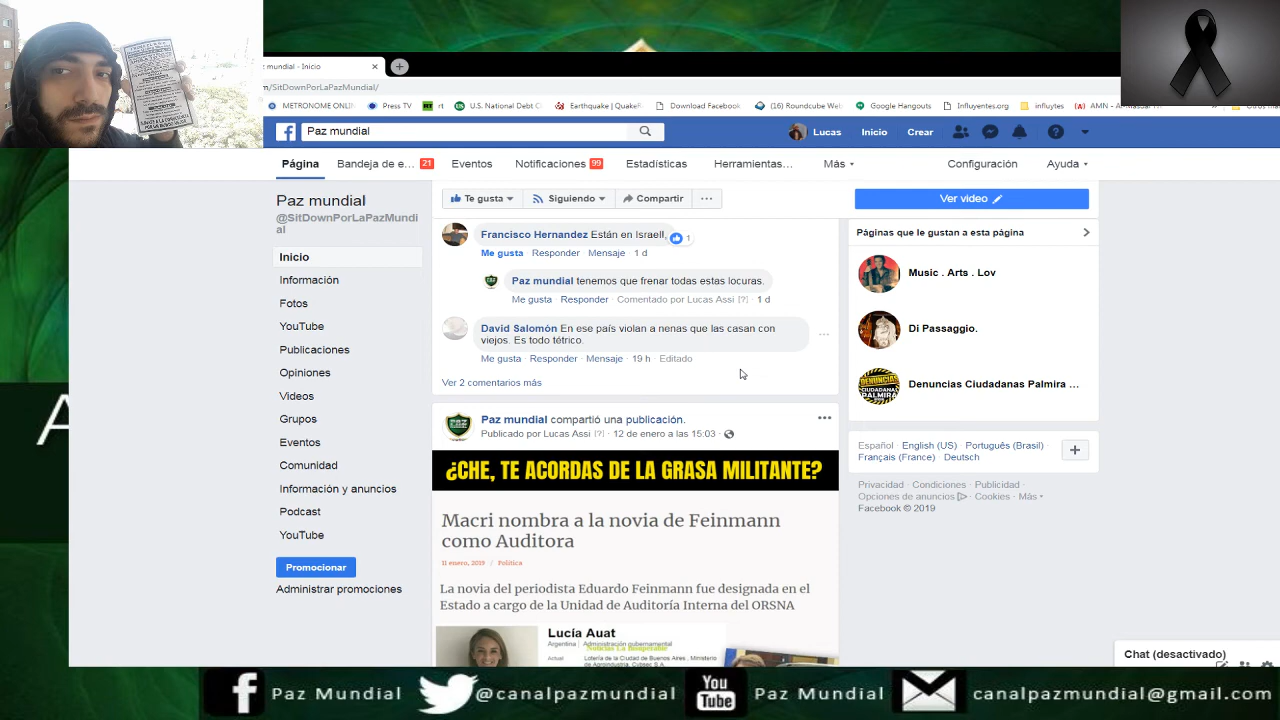 mundial - Inicio
m/SitDownPorLaPazMundial/
METRONOME ONLIN
Press TV
rt
U.S. National Debt C
Earthquake | QuakeR
Download Facebook
(16) Roundcube Web
Google Hangouts
Influyentes.org
influytes
Paz mundial
Lucas
Inicio
Crear
Página
Bandeja de e... 21
Eventos
Notificaciones 99
Estadísticas
Herramientas...
Más
Configuración
Ayuda
Paz mundial
@SitDownPorLaPazMundi
al
Inicio
Información
Fotos
YouTube
Publicaciones
Opiniones
Videos
Grupos
Eventos
Comunidad
Información y anuncios
Podcast
YouTube
Promocionar
Administrar promociones
Te gusta
Siguiendo
Compartir
...
Francisco Hernandez Están en Israell, 1
Me gusta Responder Mensaje 1 d
Paz mundial tenemos que frenar todas estas locuras.
Me gusta · Responder · Comentado por Lucas Assi [?] · 1 d
David Salomón En ese país violan a nenas que las casan con
viejos. Es todo tétrico.
Me gusta · Responder · Mensaje · 19 h · Editado
Ver 2 comentarios más
Paz mundial compartió una publicación.
Publicado por Lucas Assi [?] · 12 de enero a las 15:03 ·
¿CHE, TE ACORDAS DE LA GRASA MILITANTE?
Macri nombra a la novia de Feinmann
como Auditora
11 enero, 2019 / Política
La novia del periodista Eduardo Feinmann fue designada en el
Estado a cargo de la Unidad de Auditoría Interna del ORSNA
Lucía Auat
Argentina | Administración gubernamental
Actual Lotería de la Ciudad de Buenos Aires , Ministerio
Ver video
Páginas que le gustan a esta página
Music . Arts . Lov
Di Passaggio.
Denuncias Ciudadanas Palmira ...
Español · English (US) · Português (Brasil) ·
Français (France) · Deutsch
Privacidad · Condiciones · Publicidad ·
Opciones de anuncios · Cookies · Más
Facebook © 2019
Chat (desactivado)
A
Paz Mundial
@canalpazmundial
You
Tube
Paz Mundial
canalpazmundial@gmail.com